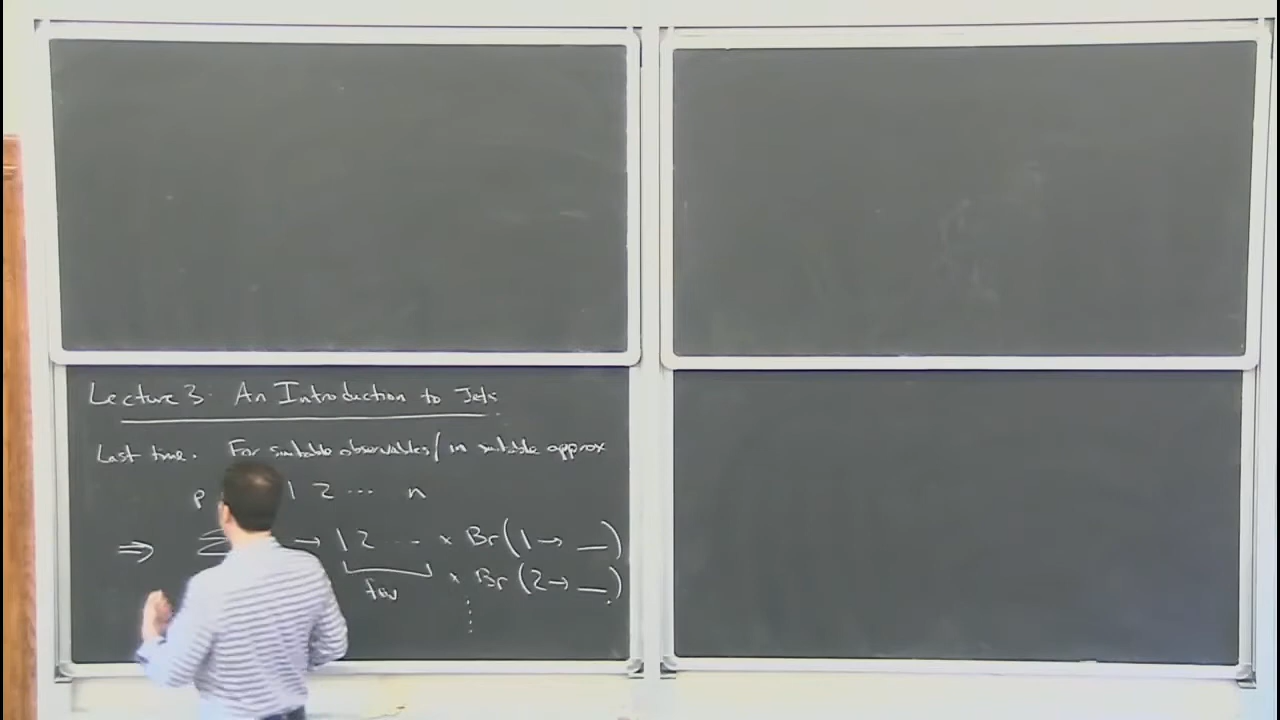 Lecture 3: An Introduction to Jets
Last time. For suitable observables/in suitable approx
p 1 2 ... n
⇒ Σ → 1 2 ... × Br(1→ __)
few × Br(2→ __)
⋮